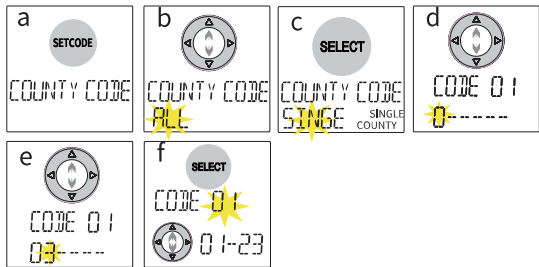 a
SETCODE
COUNTY CODE
b
COUNTY CODE
ALL
c
SELECT
COUNTY CODE
SINGE
SINGLE
COUNTY
d
CODE 01
0-------
e
CODE 01
03-----
f
SELECT
CODE 01
01-23